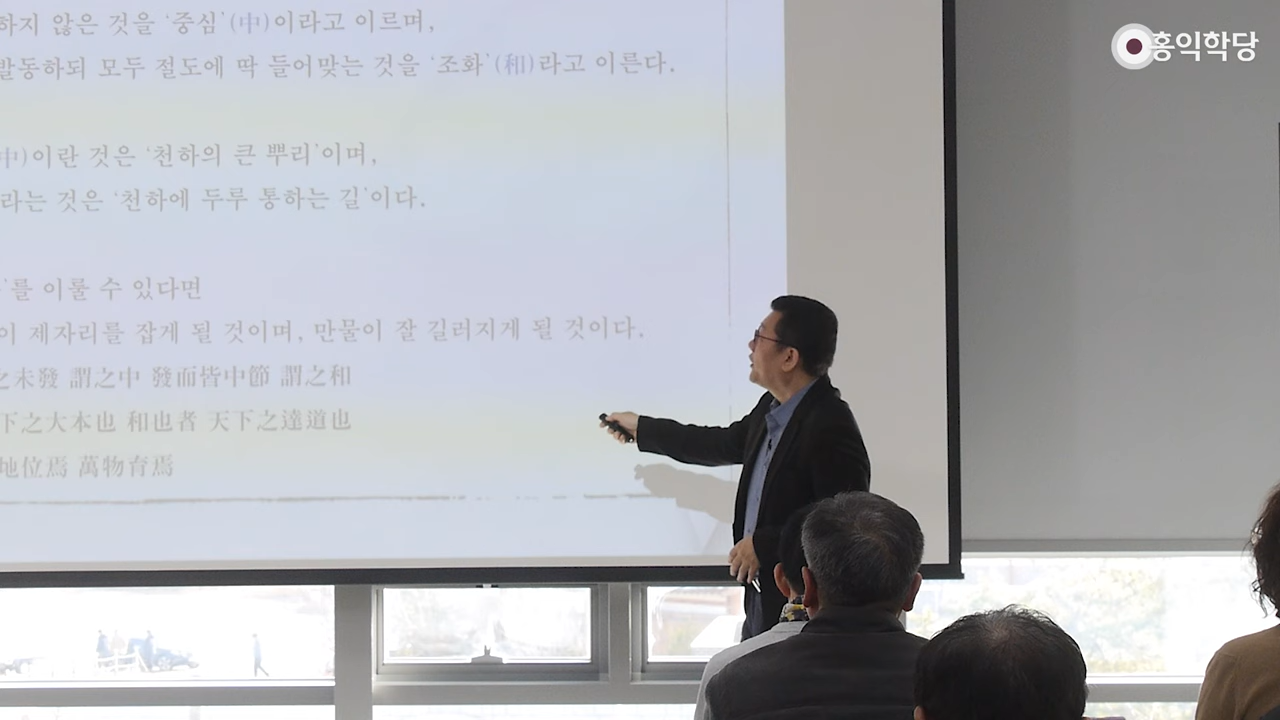 하지 않은 것을 '중심'(中)이라고 이르며,
발동하되 모두 절도에 딱 들어맞는 것을 '조화'(和)라고 이른다.
中)이란 것은 '천하의 큰 뿌리'이며,
라는 것은 '천하에 두루 통하는 길'이다.
'를 이룰 수 있다면
이 제자리를 잡게 될 것이며, 만물이 잘 길러지게 될 것이다.
之未發 謂之中 發而皆中節 謂之和
下之大本也 和也者 天下之達道也
地位焉 萬物育焉
홍익학당